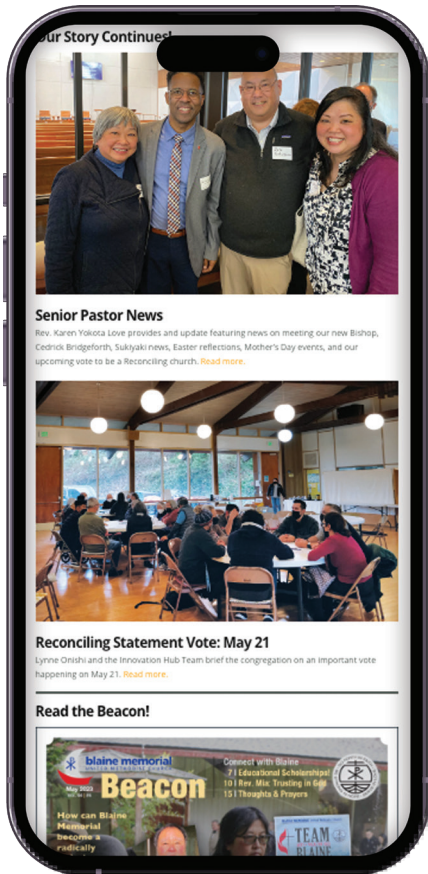 Our Story Continues!
Senior Pastor News
Rev. Karen Yokota Love provides and update featuring news on meeting our new Bishop,
Cedrick Bridgeforth, Sukiyaki news, Easter reflections, Mother's Day events, and our
upcoming vote to be a Reconciling church. Read more.
Reconciling Statement Vote: May 21
Lynne Onishi and the Innovation Hub Team brief the congregation on an important vote
happening on May 21. Read more.
Read the Beacon!
blaine memorial
UNITED METHODIST CHURCH
May 2023
Beacon
Connect with Blaine
7 | Educational Scholarships!
10 | Rev. Mia: Trusting in God
15 | Thoughts & Prayers
How can Blaine
Memorial
become a
radically
TEAM
BLAINE